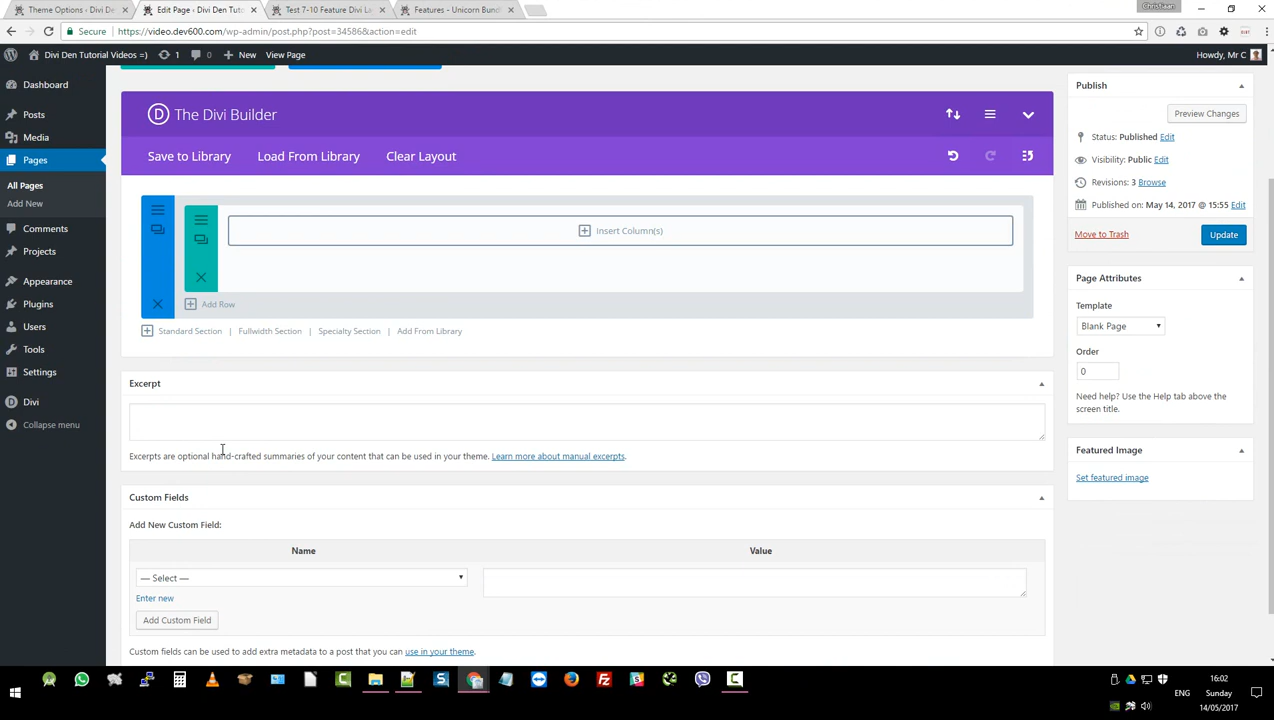 Theme Options ‹ Divi De
Edit Page ‹ Divi Den Tuto
Test 7-10 Feature Divi La
Features - Unicorn Bund
Secure
https://video.dev600.com/wp-admin/post.php?post=34586&action=edit
Divi Den Tutorial Videos =)
1
0
New
View Page
Howdy, Mr C
Dashboard
Posts
Media
Pages
All Pages
Add New
Comments
Projects
Appearance
Plugins
Users
Tools
Settings
Divi
Collapse menu
D The Divi Builder
Save to Library
Load From Library
Clear Layout
Insert Column(s)
Add Row
Standard Section | Fullwidth Section | Specialty Section | Add From Library
Excerpt
Excerpts are optional hand-crafted summaries of your content that can be used in your theme. Learn more about manual excerpts.
Custom Fields
Add New Custom Field:
Name
Value
— Select —
Enter new
Add Custom Field
Custom fields can be used to add extra metadata to a post that you can use in your theme.
Publish
Preview Changes
Status: Published Edit
Visibility: Public Edit
Revisions: 3 Browse
Published on: May 14, 2017 @ 15:55 Edit
Move to Trash
Update
Page Attributes
Template
Blank Page
Order
0
Need help? Use the Help tab above the
screen title.
Featured Image
Set featured image
16:02
ENG
Sunday
14/05/2017